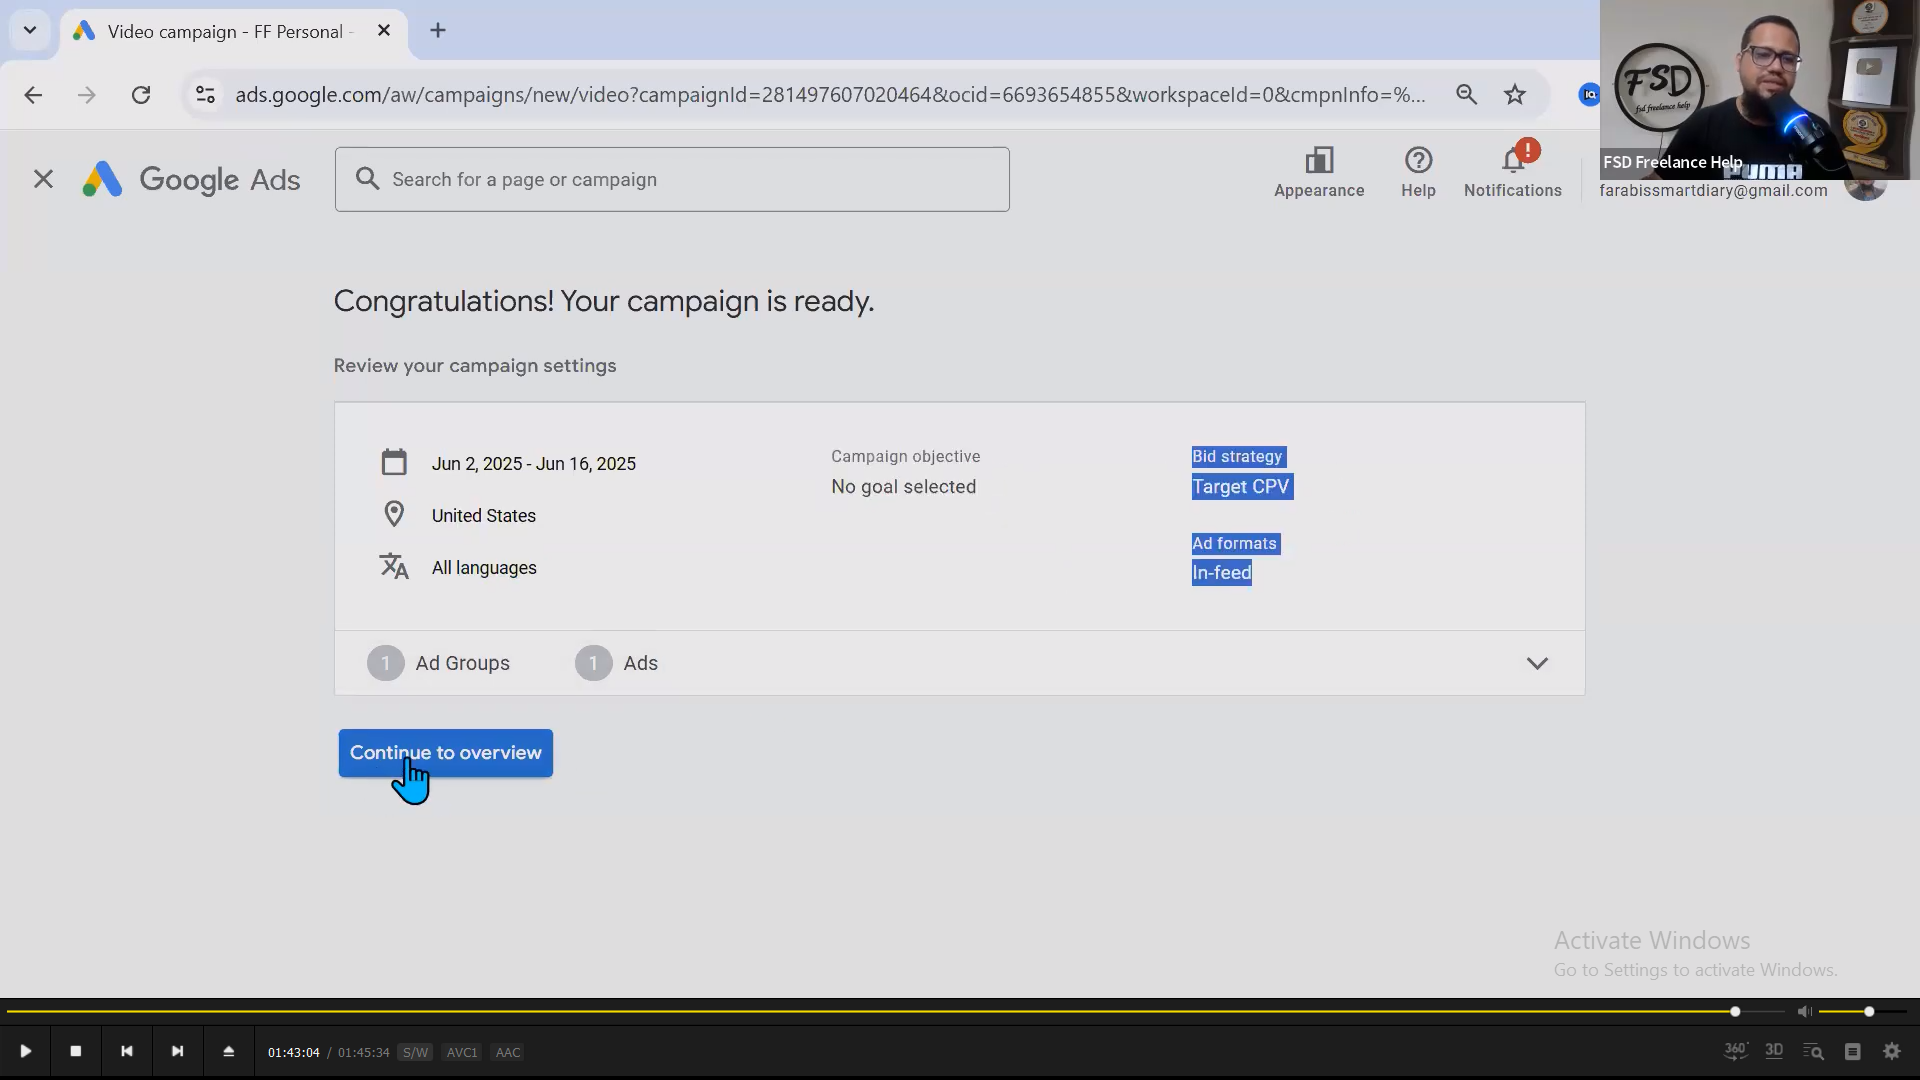 Video campaign - FF Personal -
ads.google.com/aw/campaigns/new/video?campaignId=281497607020464&ocid=6693654855&workspaceId=0&cmpnInfo=%...
Google Ads
Search for a page or campaign
Appearance
Help
Notifications
FSD
fsd freelance help
FSD Freelance Help
PUMA
farabissmartdiary@gmail.com
Congratulations! Your campaign is ready.
Review your campaign settings
Jun 2, 2025 - Jun 16, 2025
United States
All languages
Campaign objective
No goal selected
Bid strategy
Target CPV
Ad formats
In-feed
1 Ad Groups
1 Ads
Continue to overview
Activate Windows
Go to Settings to activate Windows.
01:43:04 / 01:45:34 S/W AVC1 AAC
360°
3D